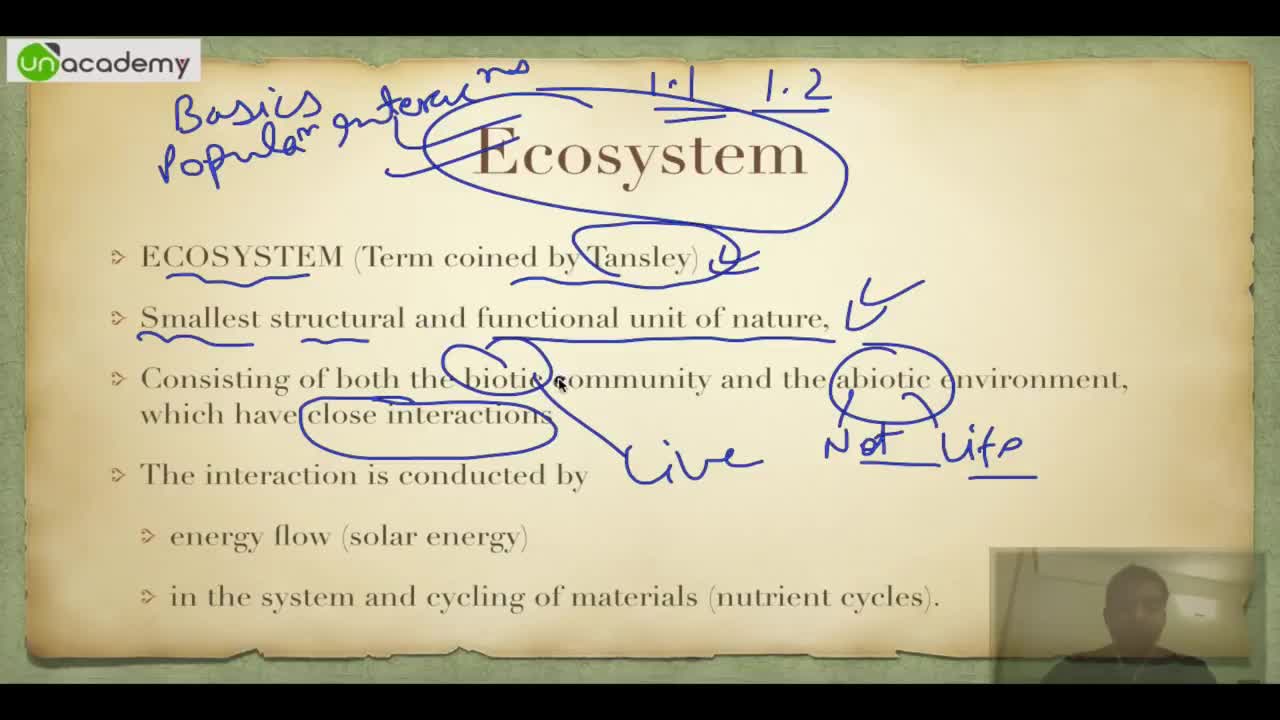 unacademy
Basics
Populaⁿ interacⁿˢ
1.1 1.2
Ecosystem
ECOSYSTEM (Term coined by Tansley)
Smallest structural and functional unit of nature,
Consisting of both the biotic community and the abiotic environment,
which have close interactions
Not Life
Live
The interaction is conducted by
energy flow (solar energy)
in the system and cycling of materials (nutrient cycles).